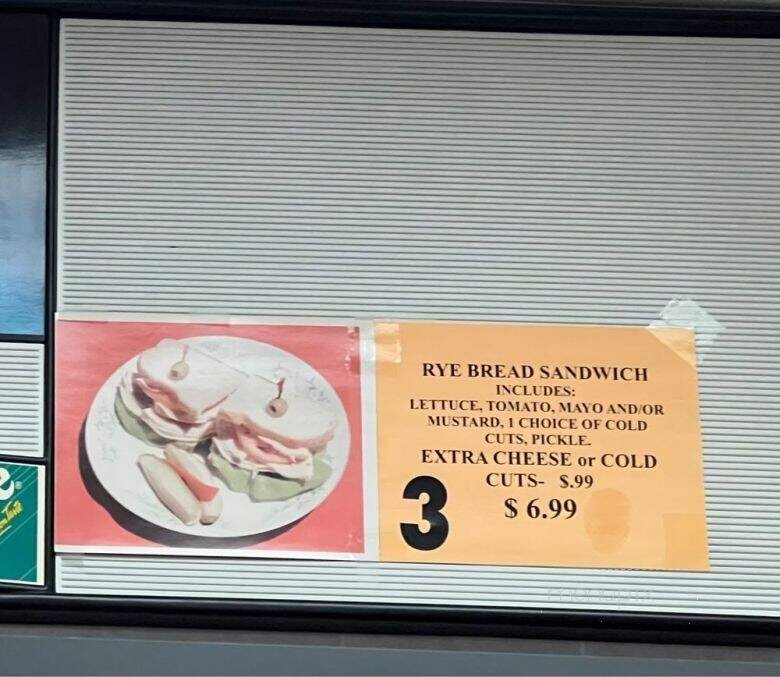 RYE BREAD SANDWICH
INCLUDES:
LETTUCE, TOMATO, MAYO AND/OR
MUSTARD, 1 CHOICE OF COLD
CUTS, PICKLE.
EXTRA CHEESE or COLD
CUTS- $.99
3
$ 6.99